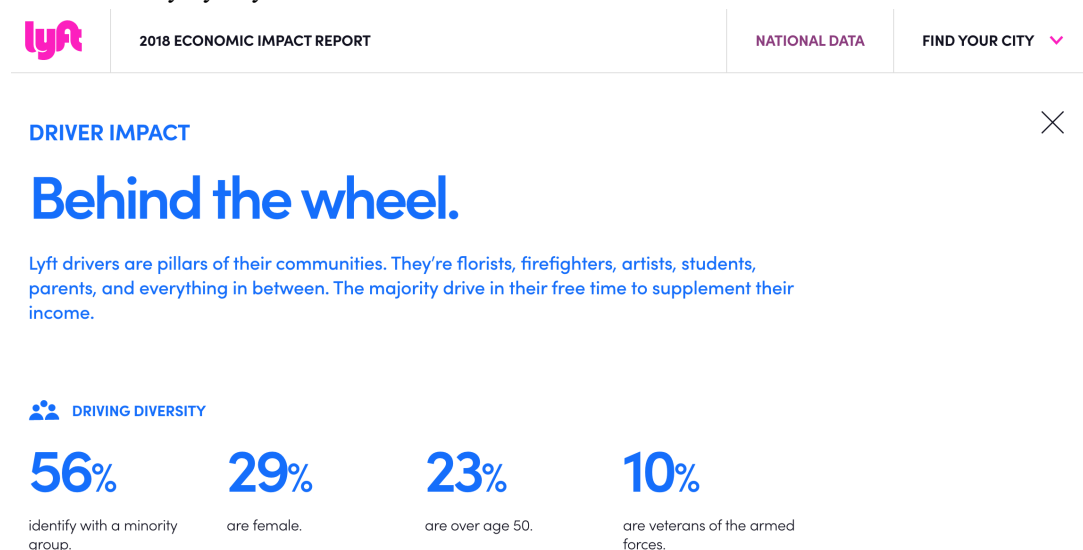 lyft
2018 ECONOMIC IMPACT REPORT
NATIONAL DATA
FIND YOUR CITY
DRIVER IMPACT
Behind the wheel.
Lyft drivers are pillars of their communities. They’re florists, firefighters, artists, students,
parents, and everything in between. The majority drive in their free time to supplement their
income.
DRIVING DIVERSITY
56%
identify with a minority
group.
29%
are female.
23%
are over age 50.
10%
are veterans of the armed
forces.